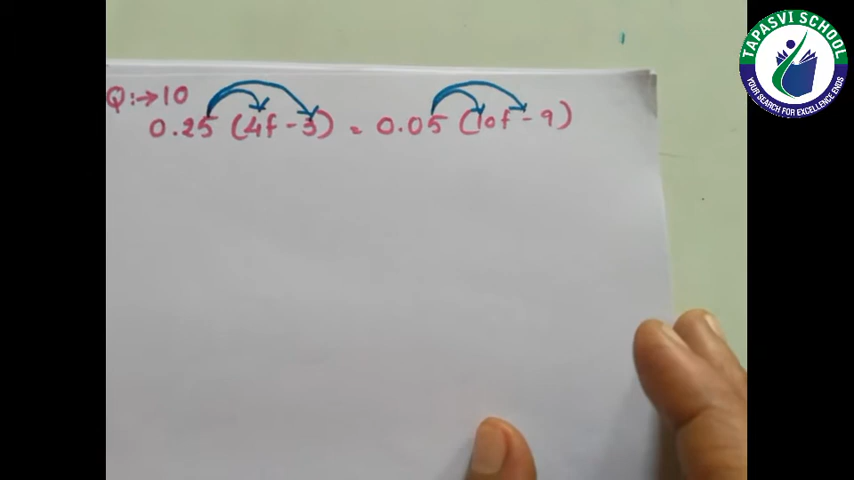 Q:→10
0.25 (4f - 3) = 0.05 (10f - 9)
TAPASVI SCHOOL
YOUR SEARCH FOR EXCELLENCE ENDS